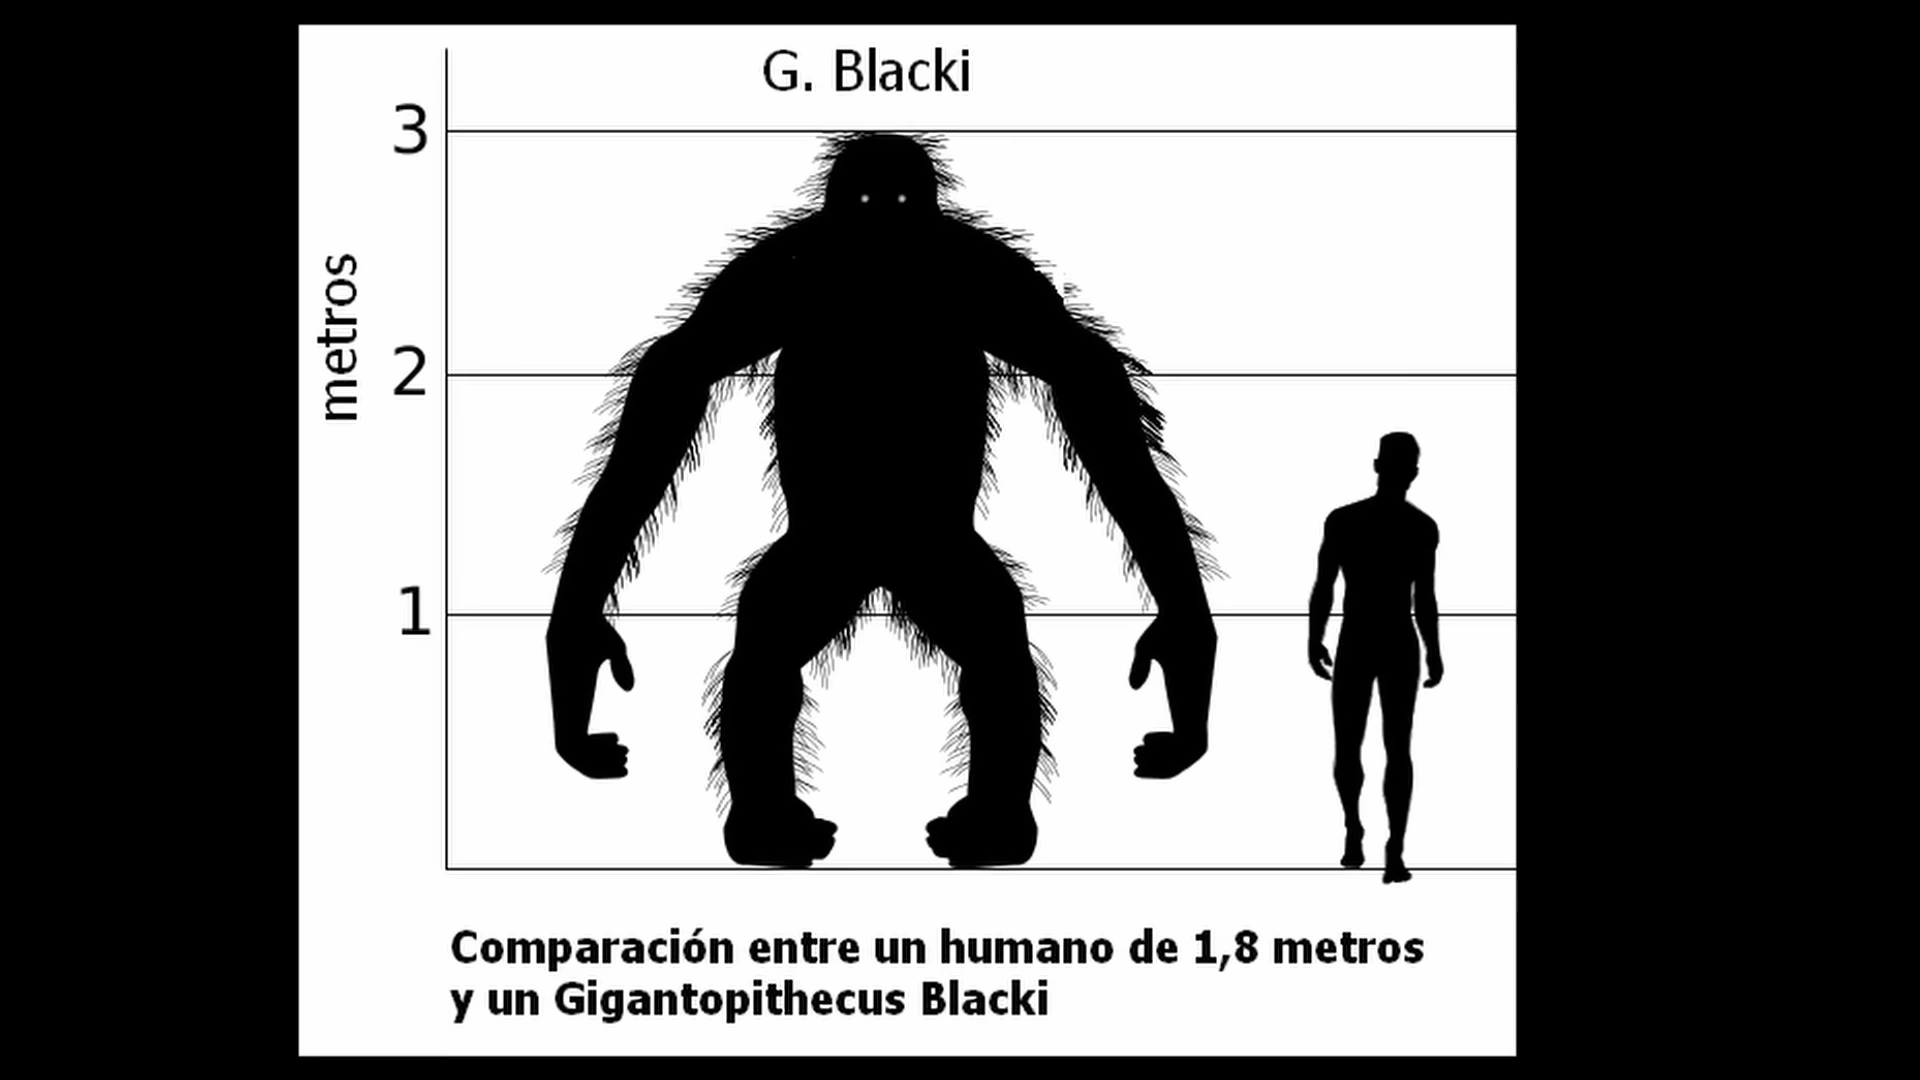 G. Blacki
3
metros
2
1
Comparación entre un humano de 1,8 metros
y un Gigantopithecus Blacki